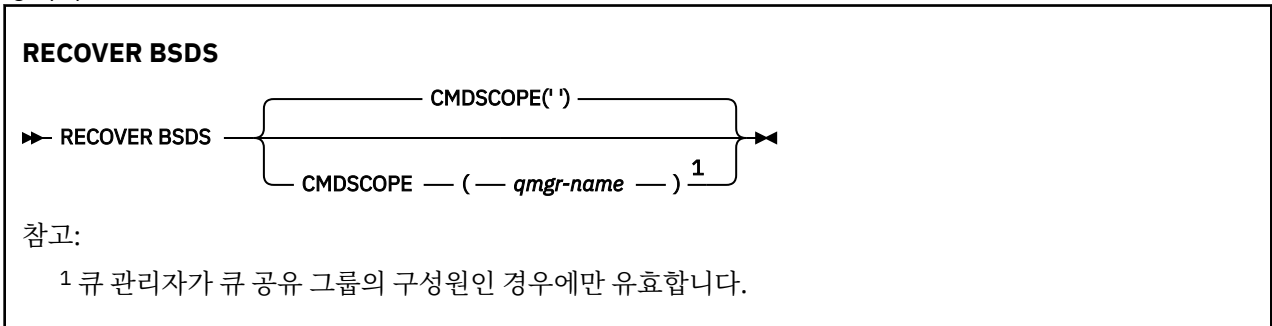 RECOVER BSDS
CMDSCOPE(' ')
RECOVER BSDS
CMDSCOPE ( qmgr-name ) 1
참고:
1 큐 관리자가 큐 공유 그룹의 구성원인 경우에만 유효합니다.